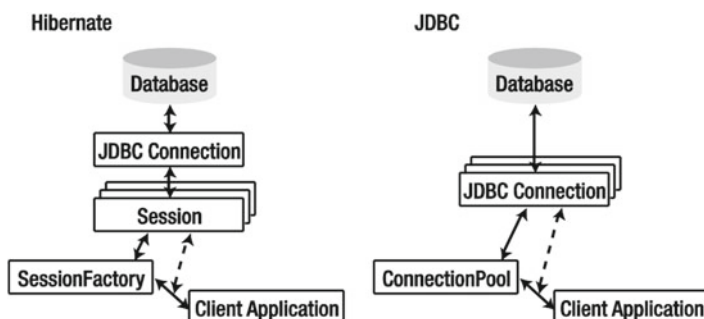 Hibernate
Database
JDBC Connection
Session
SessionFactory
Client Application
JDBC
Database
JDBC Connection
ConnectionPool
Client Application